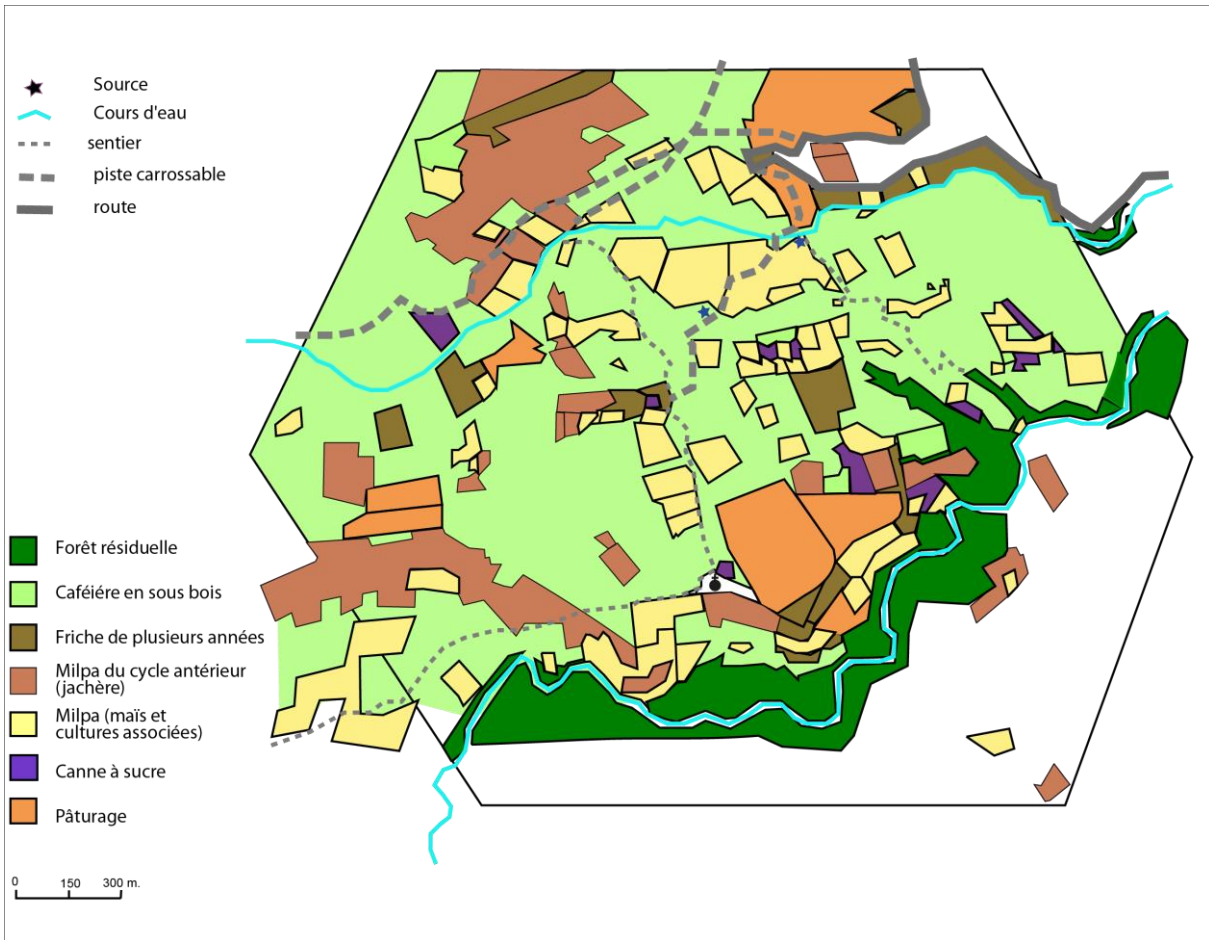 Source
Cours d'eau
sentier
piste carrossable
route
Forêt résiduelle
Caféiére en sous bois
Friche de plusieurs années
Milpa du cycle antérieur
(jachère)
Milpa (maïs et
cultures associées)
Canne à sucre
Pâturage
0 150 300 m.